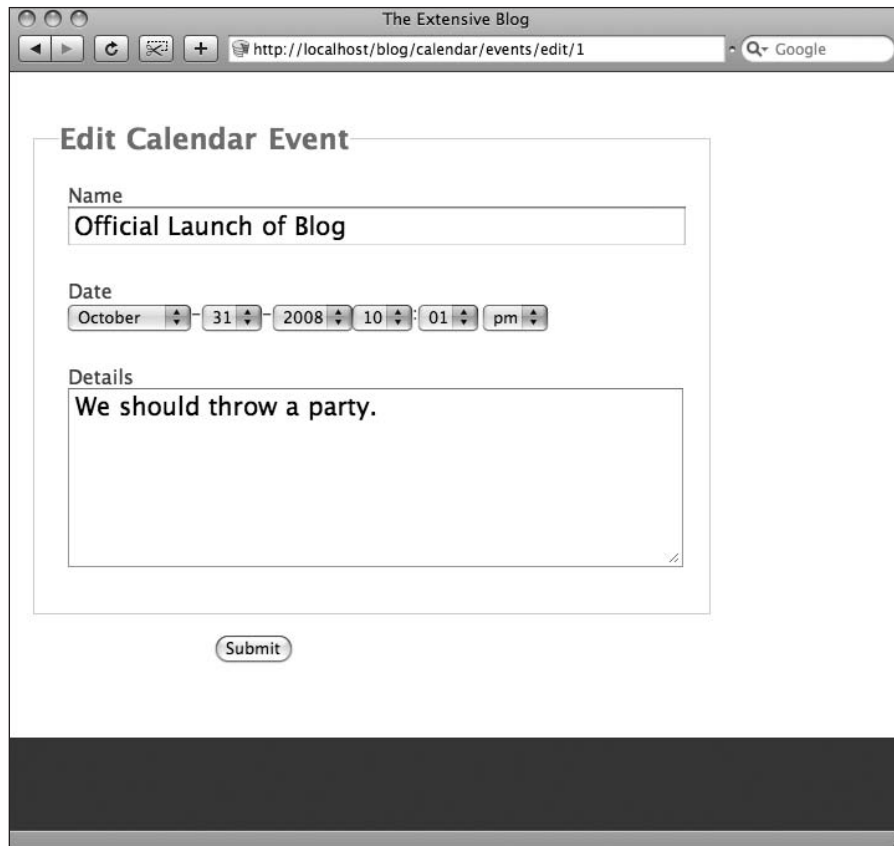 The Extensive Blog
http://localhost/blog/calendar/events/edit/1
Google
Edit Calendar Event
Name
Official Launch of Blog
Date
October - 31 - 2008 10 : 01 pm
Details
We should throw a party.
Submit